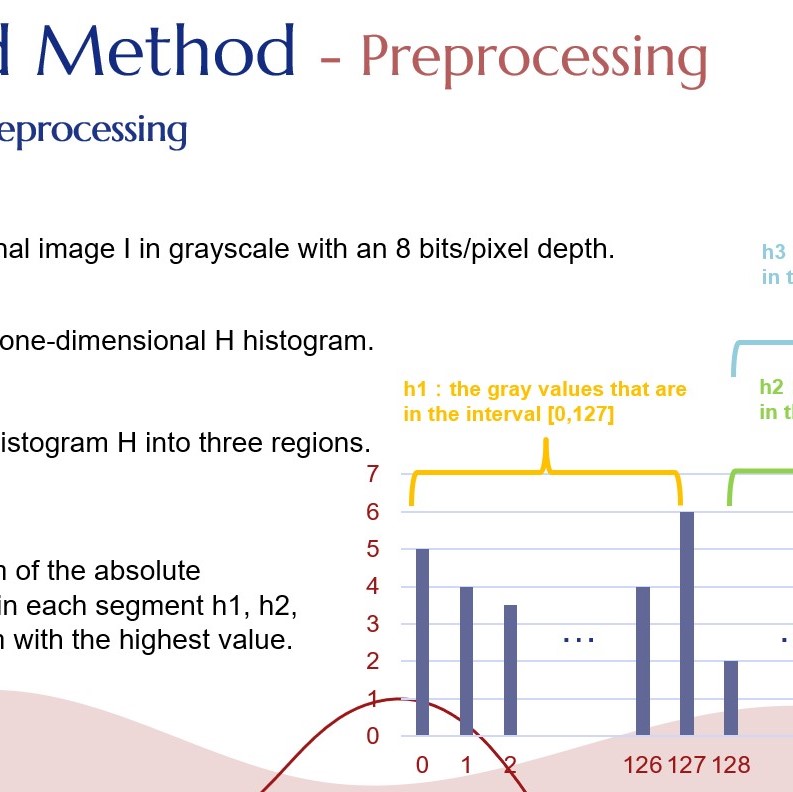 d Method - Preprocessing
eprocessing
nal image I in grayscale with an 8 bits/pixel depth.
h3
in t
one-dimensional H histogram.
h1 : the gray values that are
in the interval [0,127]
h2
in t
istogram H into three regions.
7
6
5
4
3
2
1
0
n of the absolute
in each segment h1, h2,
n with the highest value.
...
0 1 2 126 127 128